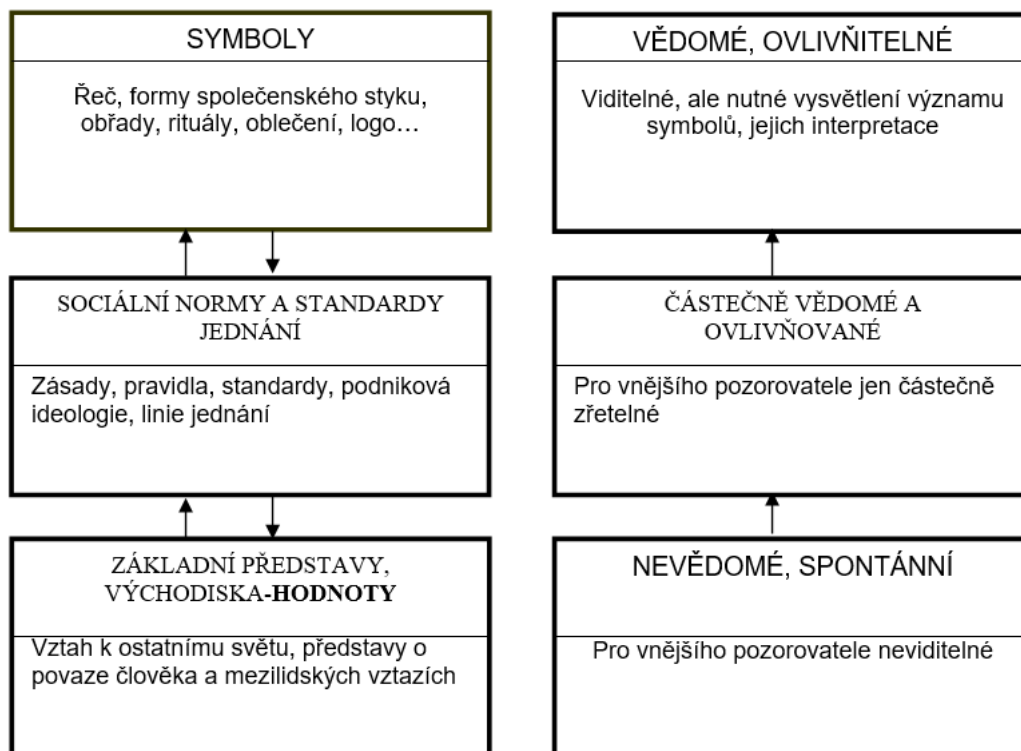 SYMBOLY
Řeč, formy společenského styku,
obřady, rituály, oblečení, logo…
VĚDOMÉ, OVLIVŇITELNÉ
Viditelné, ale nutné vysvětlení významu
symbolů, jejich interpretace
SOCIÁLNÍ NORMY A STANDARDY
JEDNÁNÍ
Zásady, pravidla, standardy, podniková
ideologie, linie jednání
ČÁSTEČNĚ VĚDOMÉ A
OVLIVŇOVANÉ
Pro vnějšího pozorovatele jen částečně
zřetelné
ZÁKLADNÍ PŘEDSTAVY,
VÝCHODISKA-HODNOTY
Vztah k ostatnímu světu, představy o
povaze člověka a mezilidských vztazích
NEVĚDOMÉ, SPONTÁNNÍ
Pro vnějšího pozorovatele neviditelné